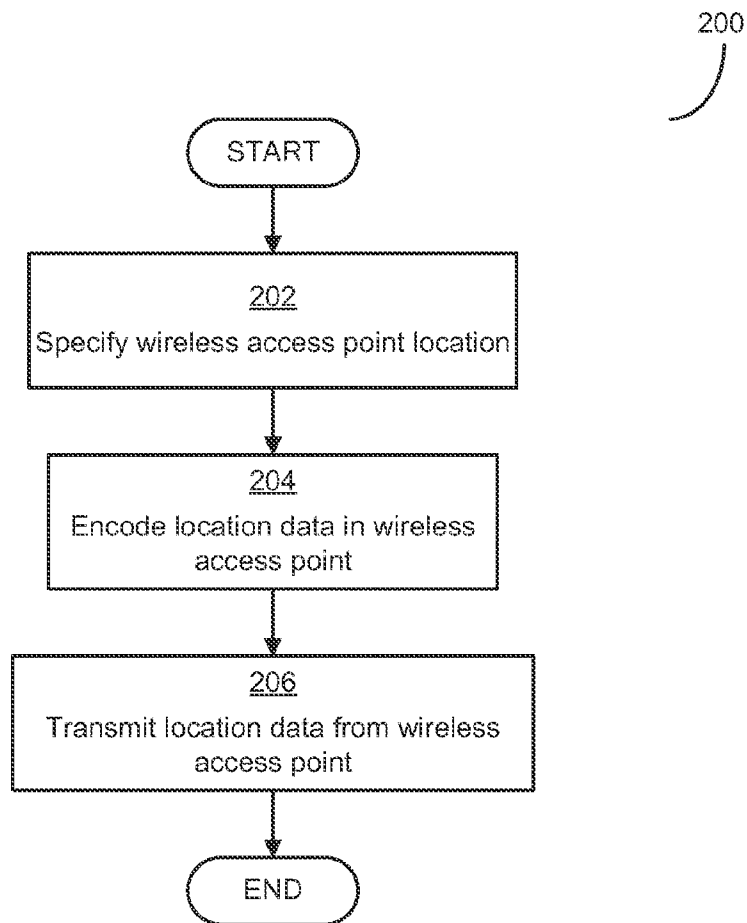 200
START
202
Specify wireless access point location
204
Encode location data in wireless
access point
206
Transmit location data from wireless
access point
END